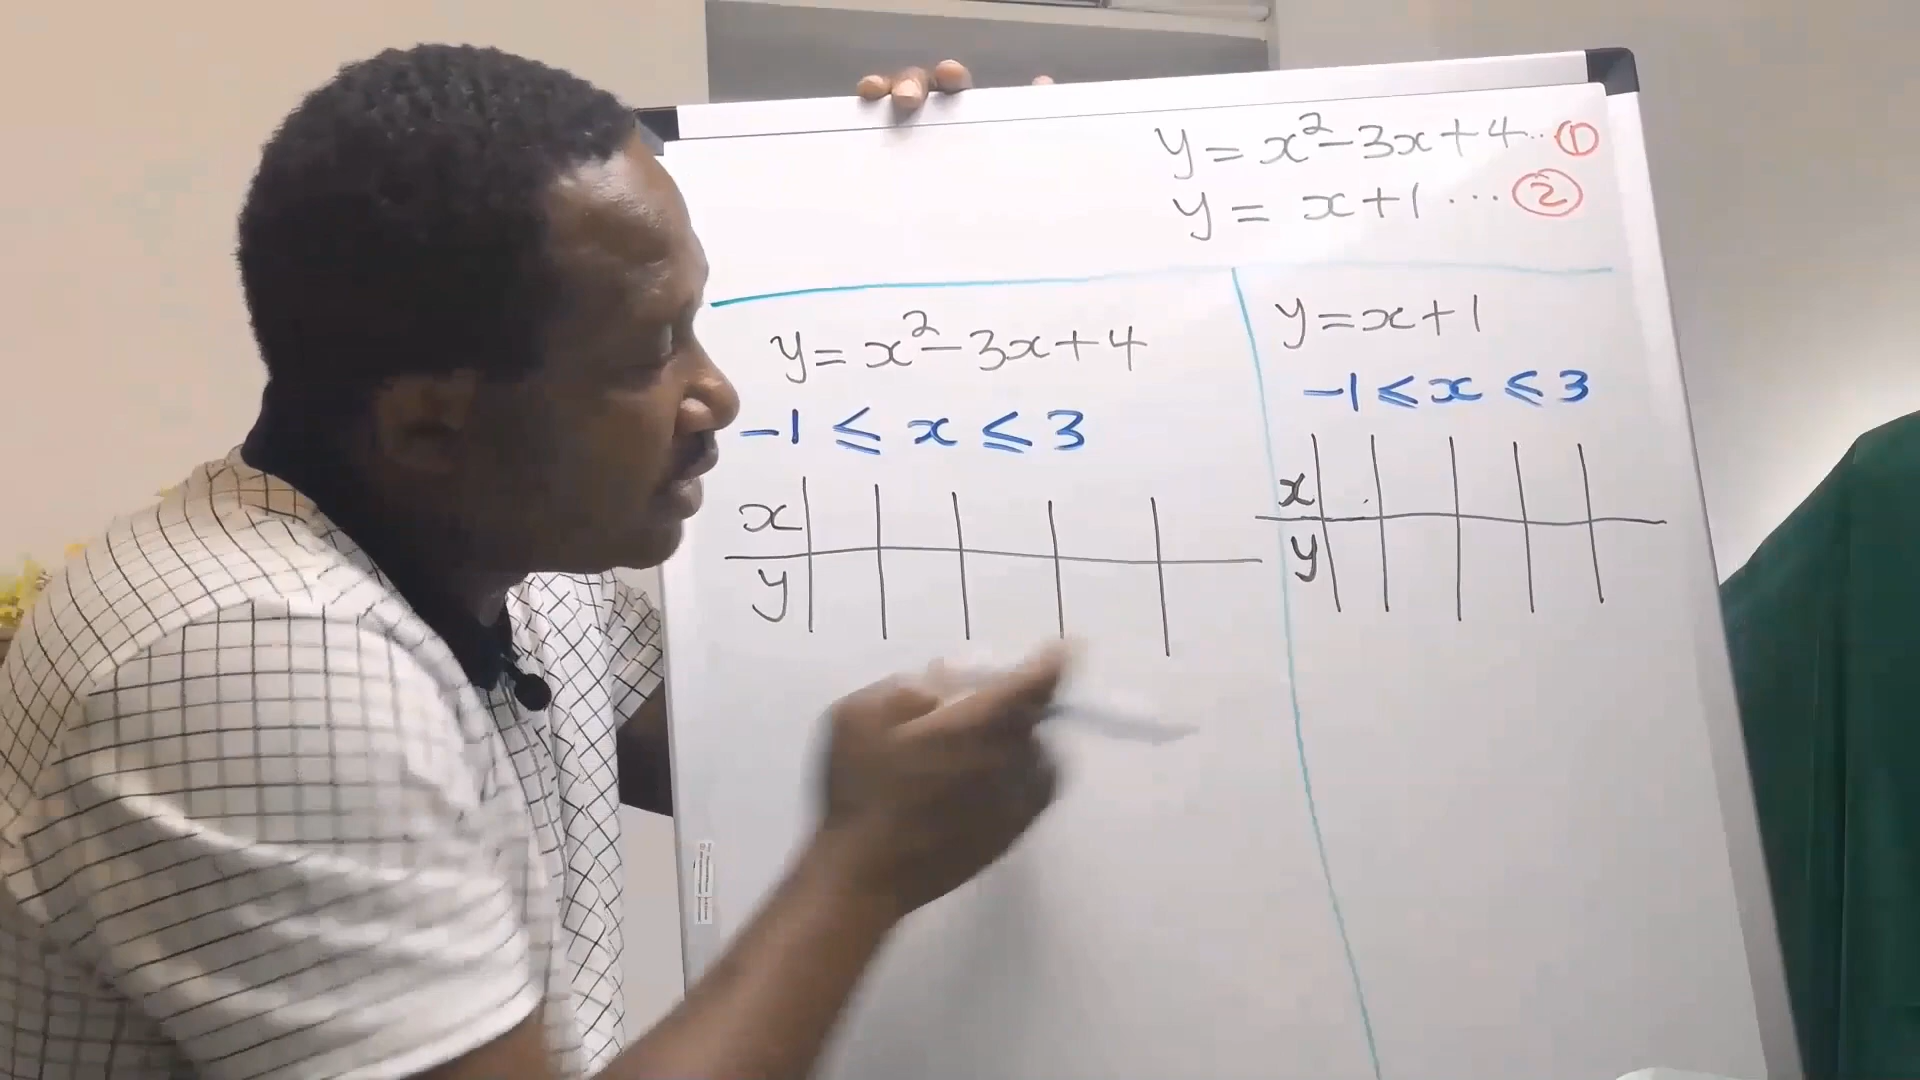 y = x² - 3x + 4 ... ①
y = x + 1 ... ②
y = x² - 3x + 4
-1 ≤ x ≤ 3
x
y
y = x + 1
-1 ≤ x ≤ 3
x
y